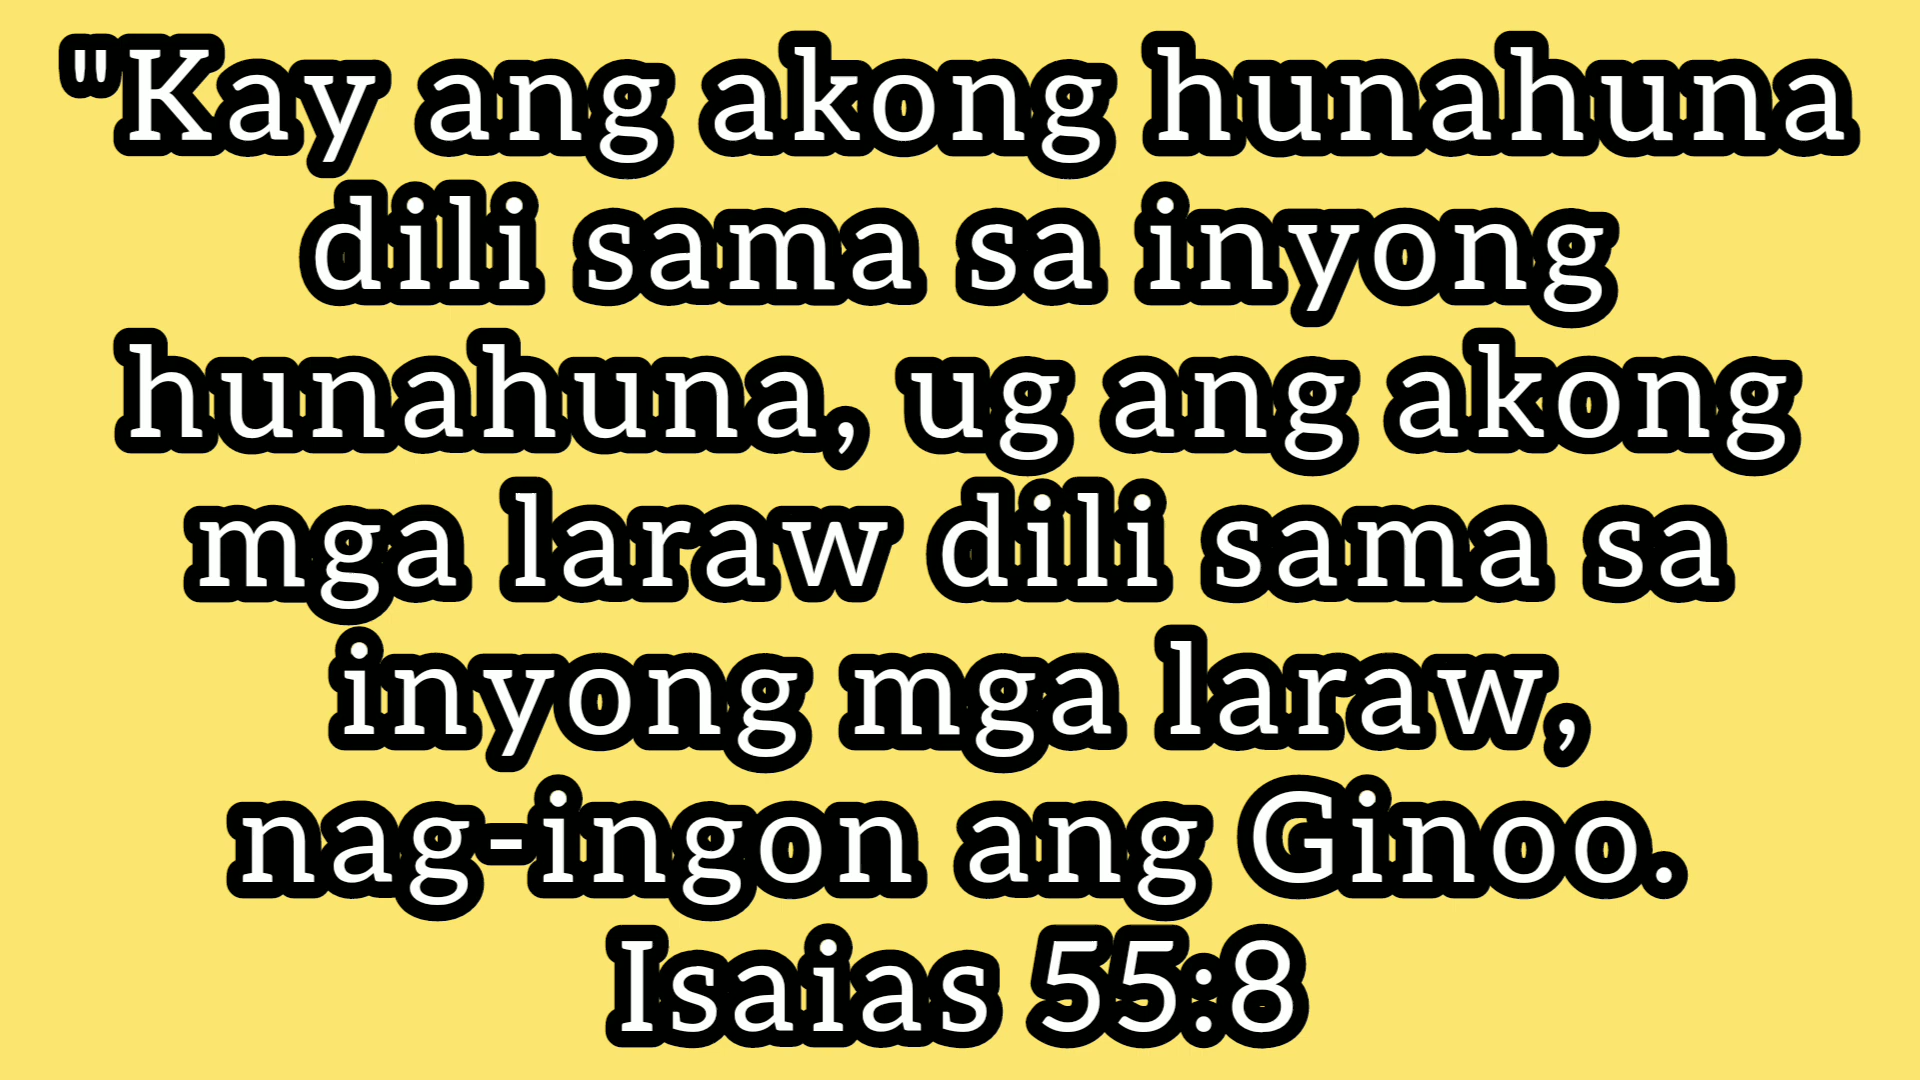 "Kay ang akong hunahuna
dili sama sa inyong
hunahuna, ug ang akong
mga laraw dili sama sa
inyong mga laraw,
nag-ingon ang Ginoo.
Isaias 55:8